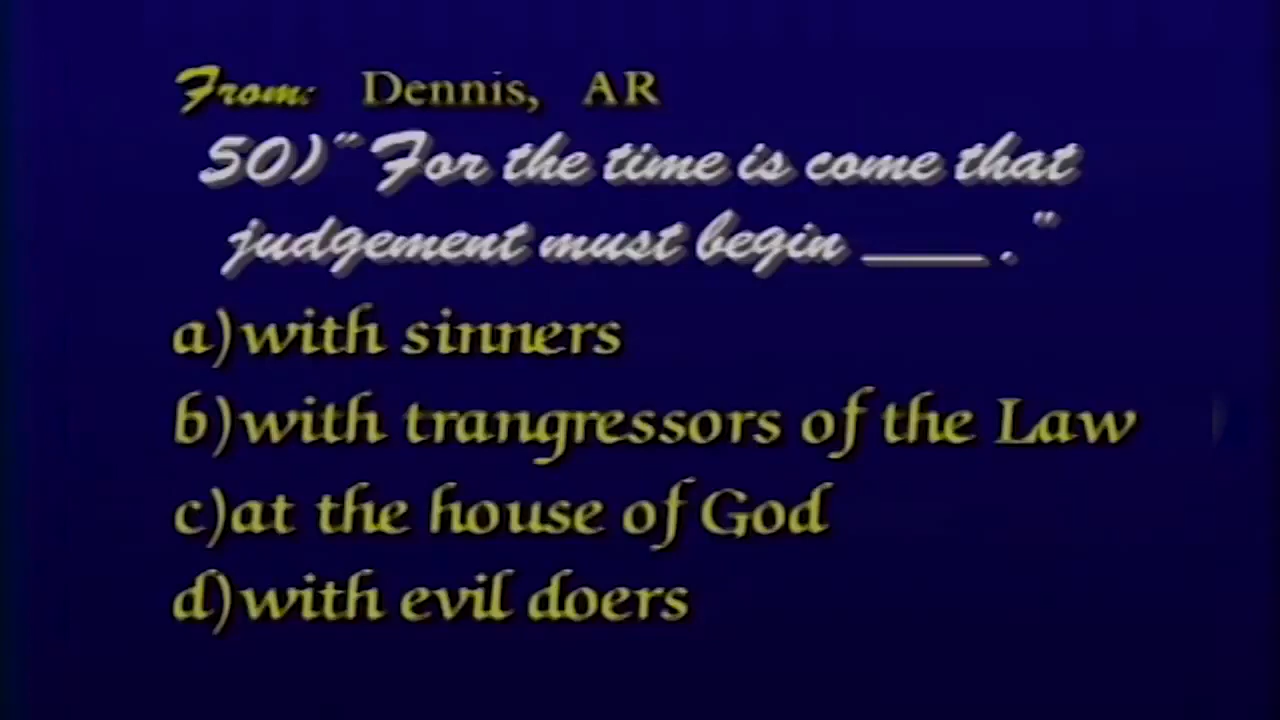 From: Dennis, AR
50)"For the time is come that
judgement must begin ____."
a)with sinners
b)with trangressors of the Law
c)at the house of God
d)with evil doers